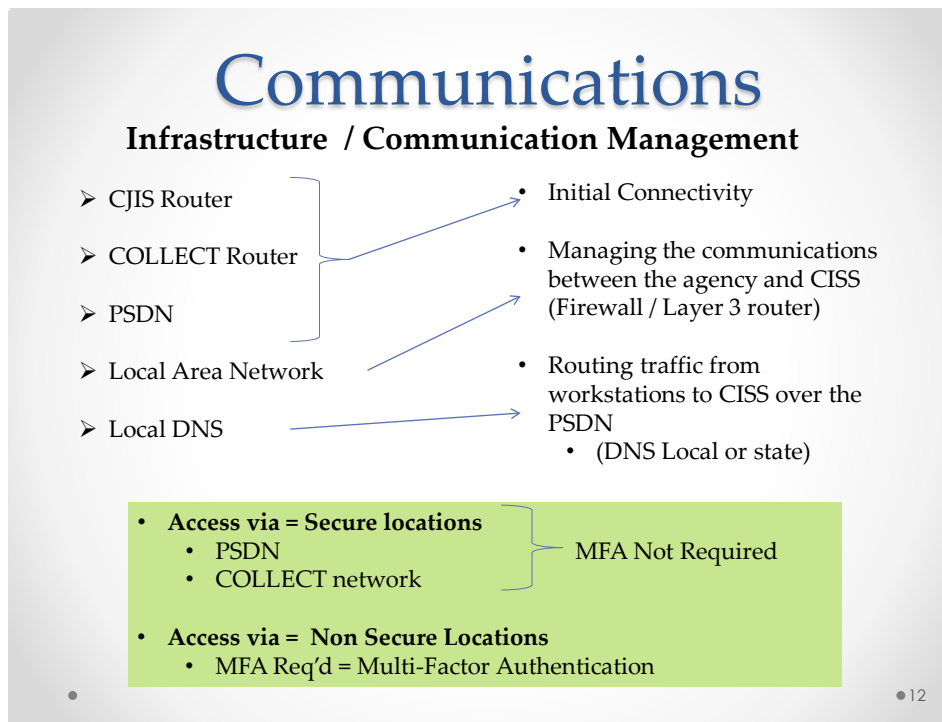 Communications
Infrastructure / Communication Management
➢ CJIS Router
➢ COLLECT Router
➢ PSDN
➢ Local Area Network
➢ Local DNS
• Initial Connectivity
• Managing the communications
between the agency and CISS
(Firewall / Layer 3 router)
• Routing traffic from
workstations to CISS over the
PSDN
• (DNS Local or state)
• Access via = Secure locations
• PSDN
• COLLECT network
MFA Not Required
• Access via = Non Secure Locations
• MFA Req’d = Multi-Factor Authentication
12